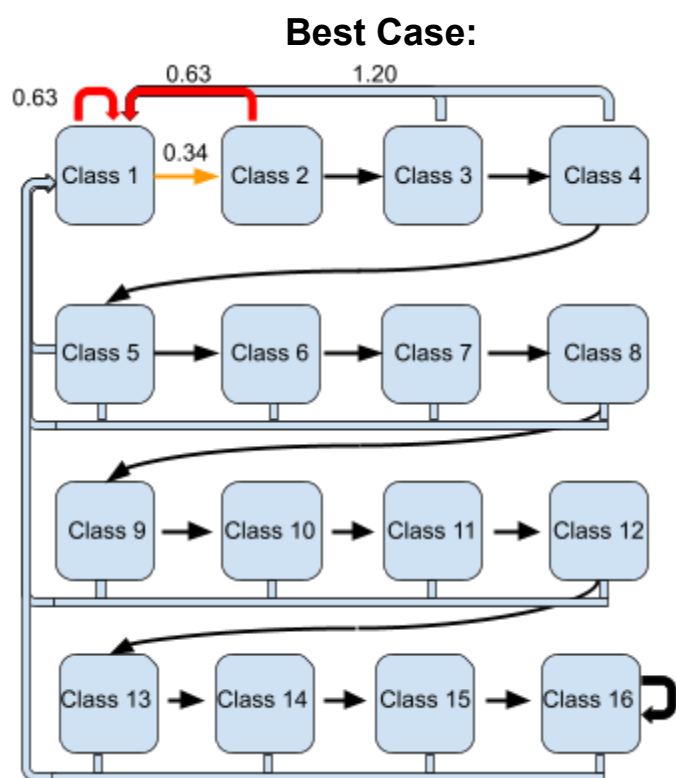 Best Case:
0.63 1.20
0.63
0.34
Class 1 Class 2 Class 3 Class 4
Class 5 Class 6 Class 7 Class 8
Class 9 Class 10 Class 11 Class 12
Class 13 Class 14 Class 15 Class 16